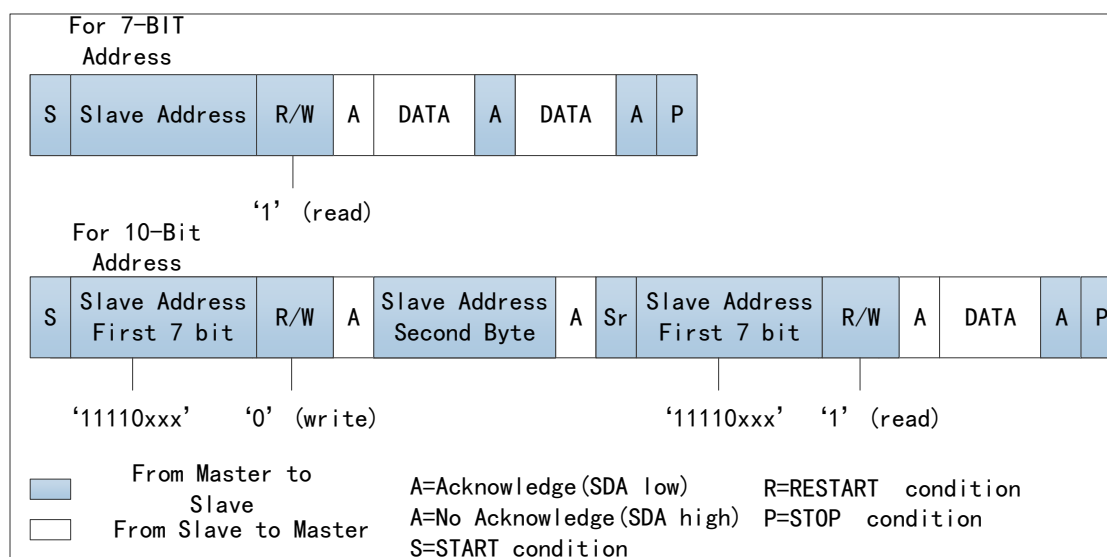 For 7-BIT
Address
S Slave Address R/W A DATA A DATA A P
‘1’ (read)
For 10-Bit
Address
S Slave Address First 7 bit R/W A Slave Address Second Byte A Sr Slave Address First 7 bit R/W A DATA A P
‘11110xxx’ ‘0’ (write) ‘11110xxx’ ‘1’ (read)
From Master to
Slave
From Slave to Master
A=Acknowledge(SDA low)
A=No Acknowledge(SDA high)
S=START condition
R=RESTART condition
P=STOP condition